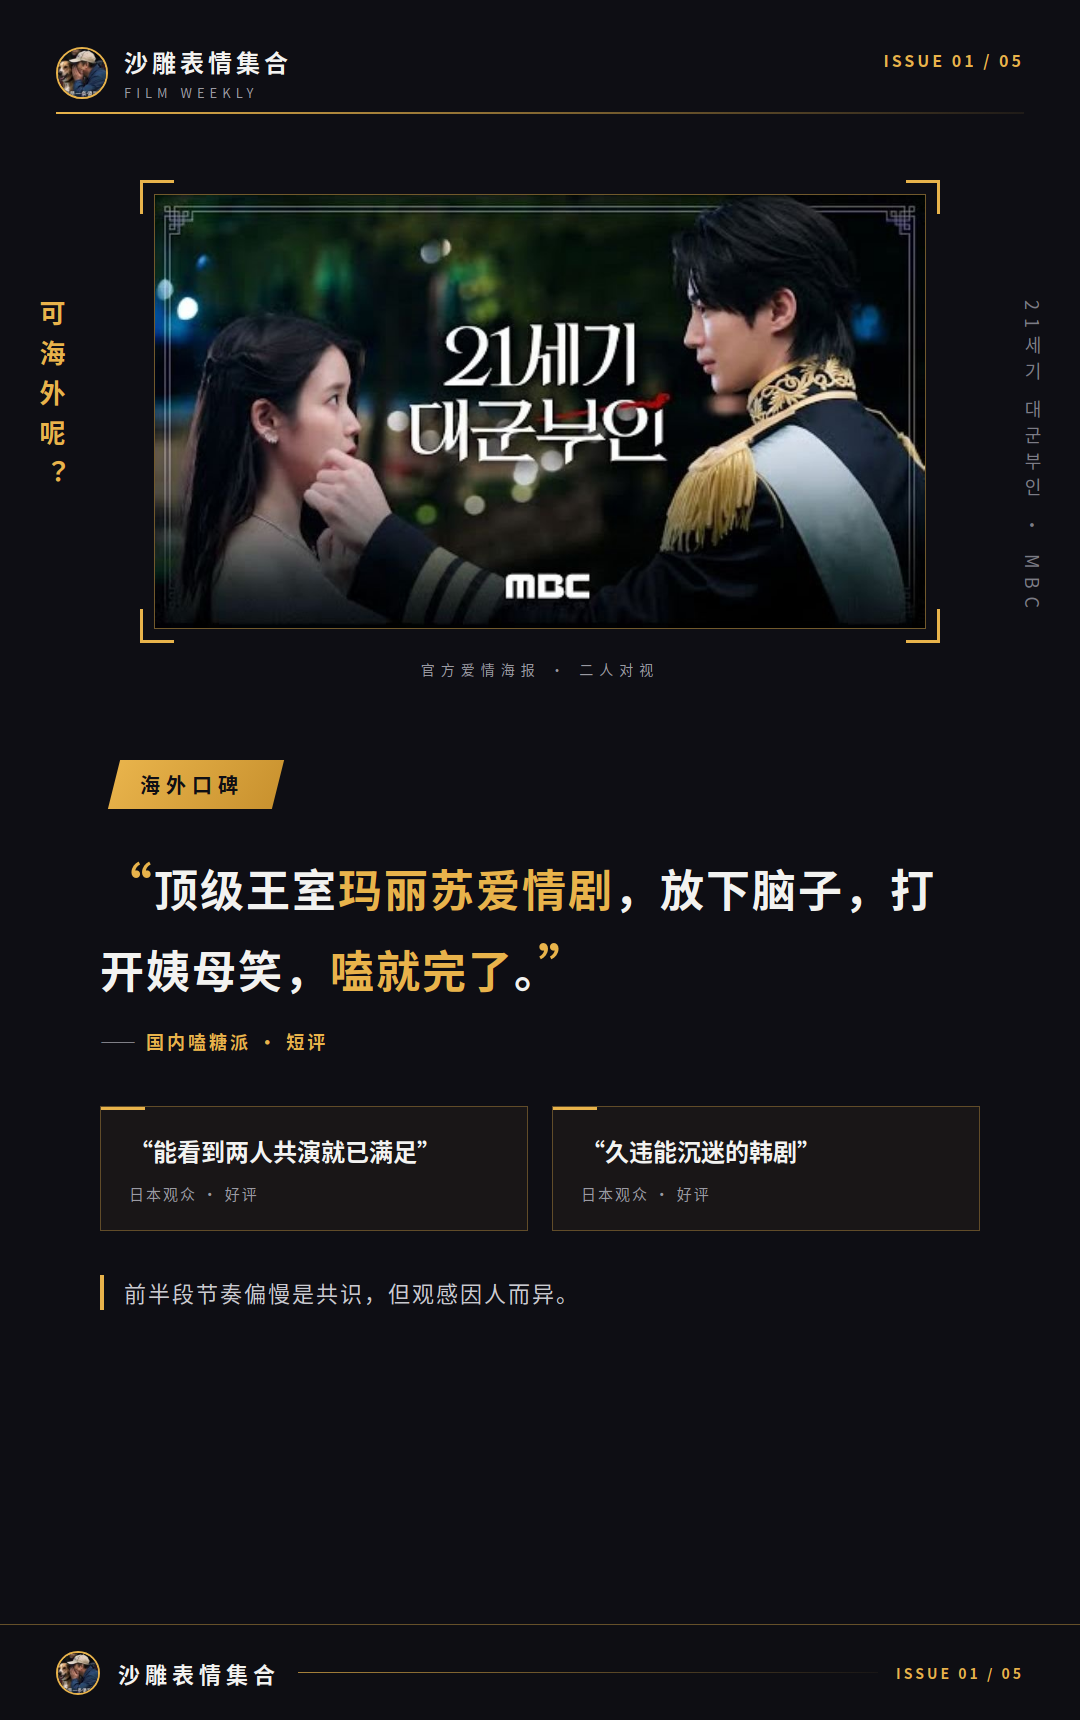 沙雕表情集合
FILM WEEKLY
ISSUE 01 / 05
可海外呢？
21세기
대군부인
MBC
21세기 대군부인 · MBC
官方爱情海报 · 二人对视
海外口碑
“顶级王室玛丽苏爱情剧，放下脑子，打
开姨母笑，嗑就完了。”
—— 国内嗑糖派 · 短评
“能看到两人共演就已满足”
日本观众 · 好评
“久违能沉迷的韩剧”
日本观众 · 好评
前半段节奏偏慢是共识，但观感因人而异。
沙雕表情集合
ISSUE 01 / 05